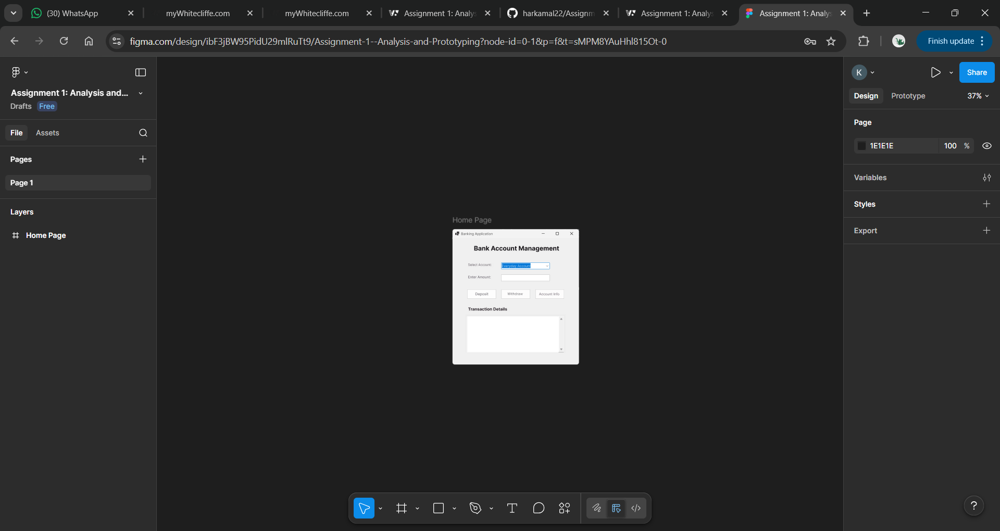 (30) WhatsApp
myWhitecliffe.com
myWhitecliffe.com
Assignment 1: Analys
harkamal22/Assignm
Assignment 1: Analys
Assignment 1: Analys
figma.com/design/ibF3jBW95PidU29mlRuTt9/Assignment-1--Analysis-and-Prototyping?node-id=0-1&p=f&t=sMPM8YAuHhl815Ot-0
Finish update
Assignment 1: Analysis and...
Drafts
Free
File
Assets
Pages
Page 1
Layers
Home Page
Home Page
Banking Application
Bank Account Management
Select Account:
Everyday Account
Enter Amount:
Deposit
Withdraw
Account Info
Transaction Details
K
Share
Design
Prototype
37%
Page
1E1E1E
100
%
Variables
Styles
Export
?